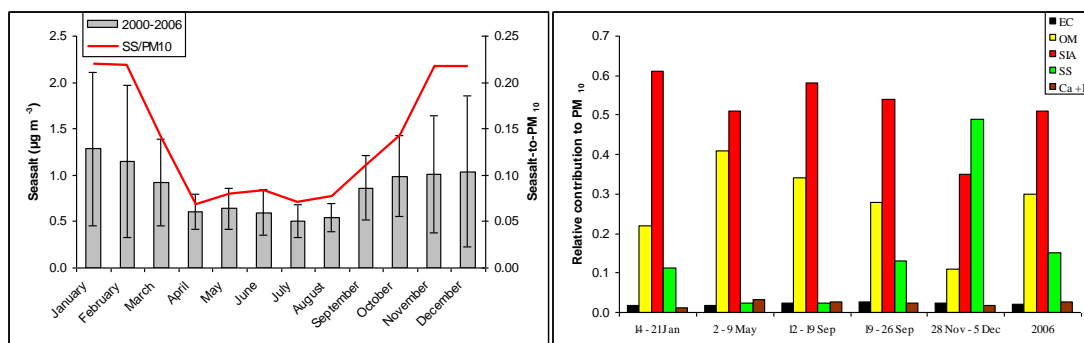 2000-2006
SS/PM10
2.5
2.0
1.5
1.0
0.5
0.0
Seasalt (µg m -3)
0.25
0.20
0.15
0.10
0.05
0.00
Seasalt-to-PM 10
January
February
March
April
May
June
July
August
September
October
November
December
EC
OM
SIA
SS
Ca +
0.7
0.6
0.5
0.4
0.3
0.2
0.1
0.0
Relative contribution to PM 10
14 - 21 Jan
2 - 9 May
12 - 19 Sep
19 - 26 Sep
28 Nov - 5 Dec
2006